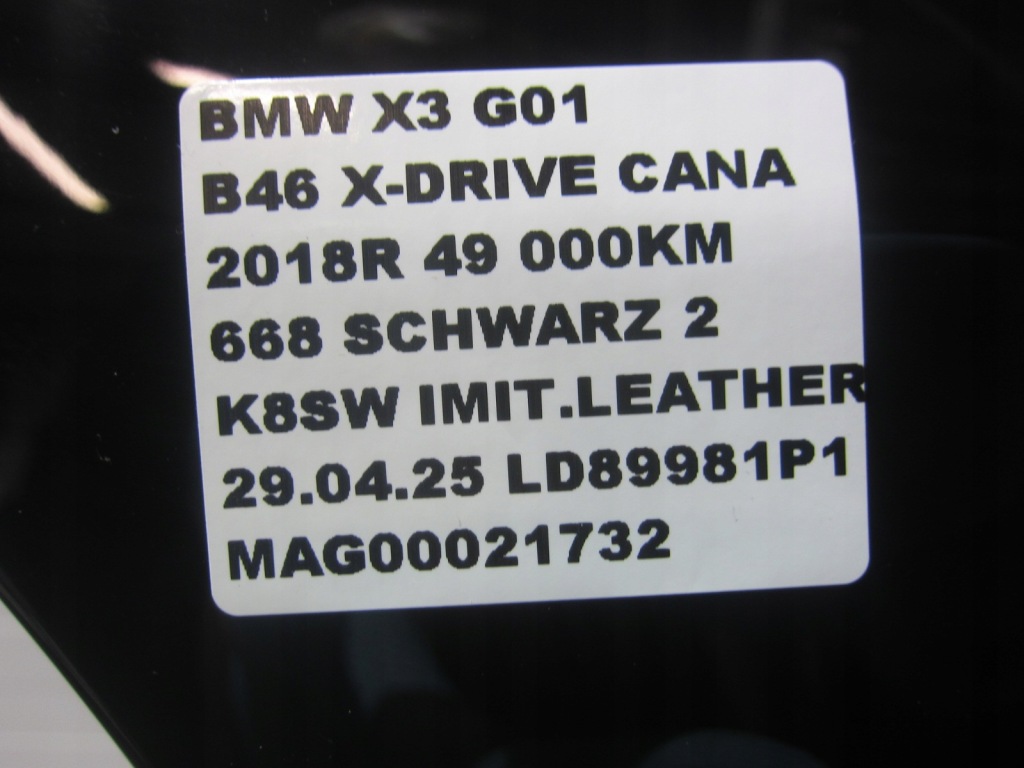 BMW X3 G01
B46 X-DRIVE CANA
2018R 49 000KM
668 SCHWARZ 2
K8SW IMIT.LEATHER
29.04.25 LD89981P1
MAG00021732